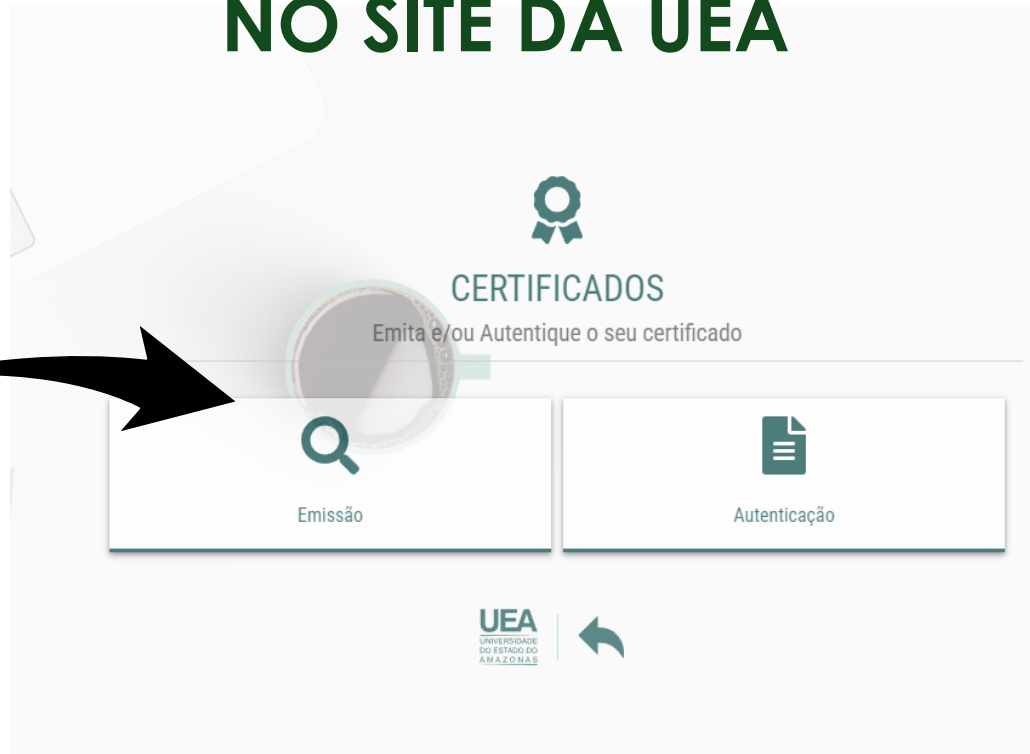 NO SITE DA UEA
CERTIFICADOS
Emita e/ou Autentique o seu certificado
Emissão
Autenticação
UEA
UNIVERSIDADE
DO ESTADO DO
AMAZONAS